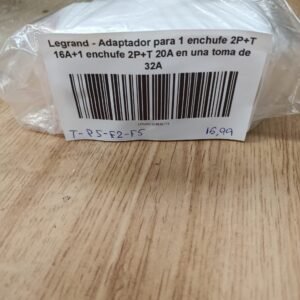 Legrand - Adaptador para 1 enchufe 2P+T
16A+1 enchufe 2P+T 20A en una toma de
32A
T-P5-E2-F5 16,99